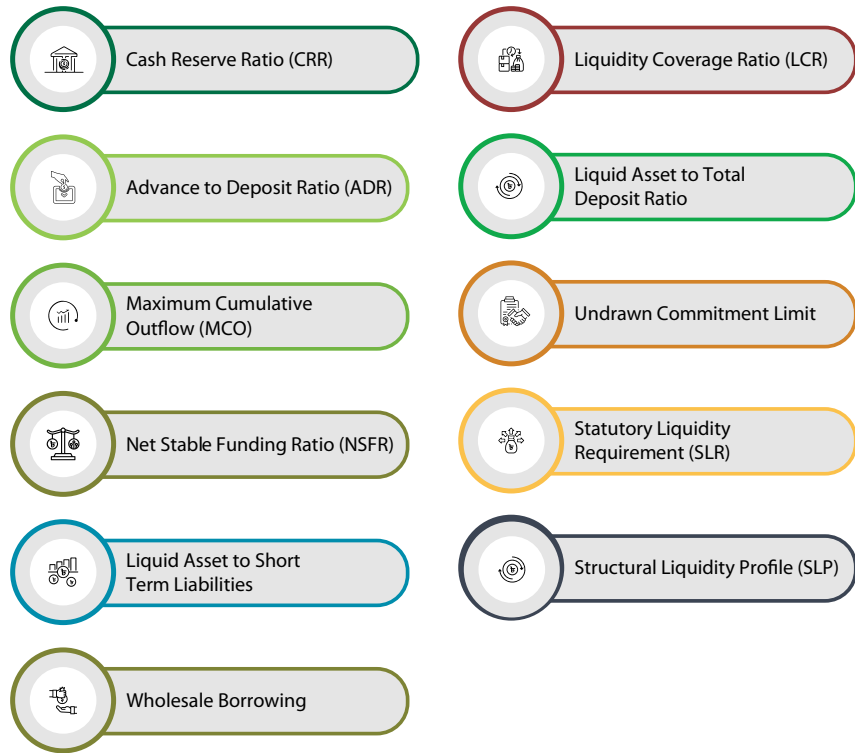 Cash Reserve Ratio (CRR)
Liquidity Coverage Ratio (LCR)
Advance to Deposit Ratio (ADR)
Liquid Asset to Total
Deposit Ratio
Maximum Cumulative
Outflow (MCO)
Undrawn Commitment Limit
Net Stable Funding Ratio (NSFR)
Statutory Liquidity
Requirement (SLR)
Liquid Asset to Short
Term Liabilities
Structural Liquidity Profile (SLP)
Wholesale Borrowing